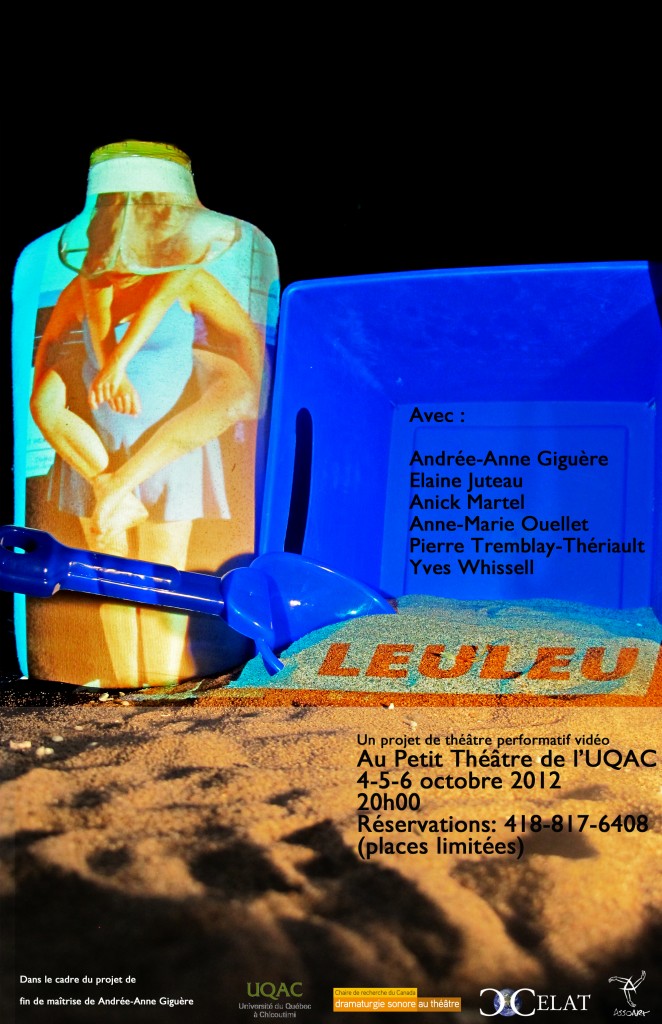 Avec :
Andrée-Anne Giguère
Elaine Juteau
Anick Martel
Anne-Marie Ouellet
Pierre Tremblay-Thériault
Yves Whissell
LEULEU
Un projet de théâtre performatif vidéo
Au Petit Théâtre de l'UQAC
4-5-6 octobre 2012
20h00
Réservations: 418-817-6408
(places limitées)
Dans le cadre du projet de
fin de maîtrise de Andrée-Anne Giguère
UQAC
Université du Québec
à Chicoutimi
Chaire de recherche du Canada
dramaturgie sonore au théâtre
CELAT
ASSOART